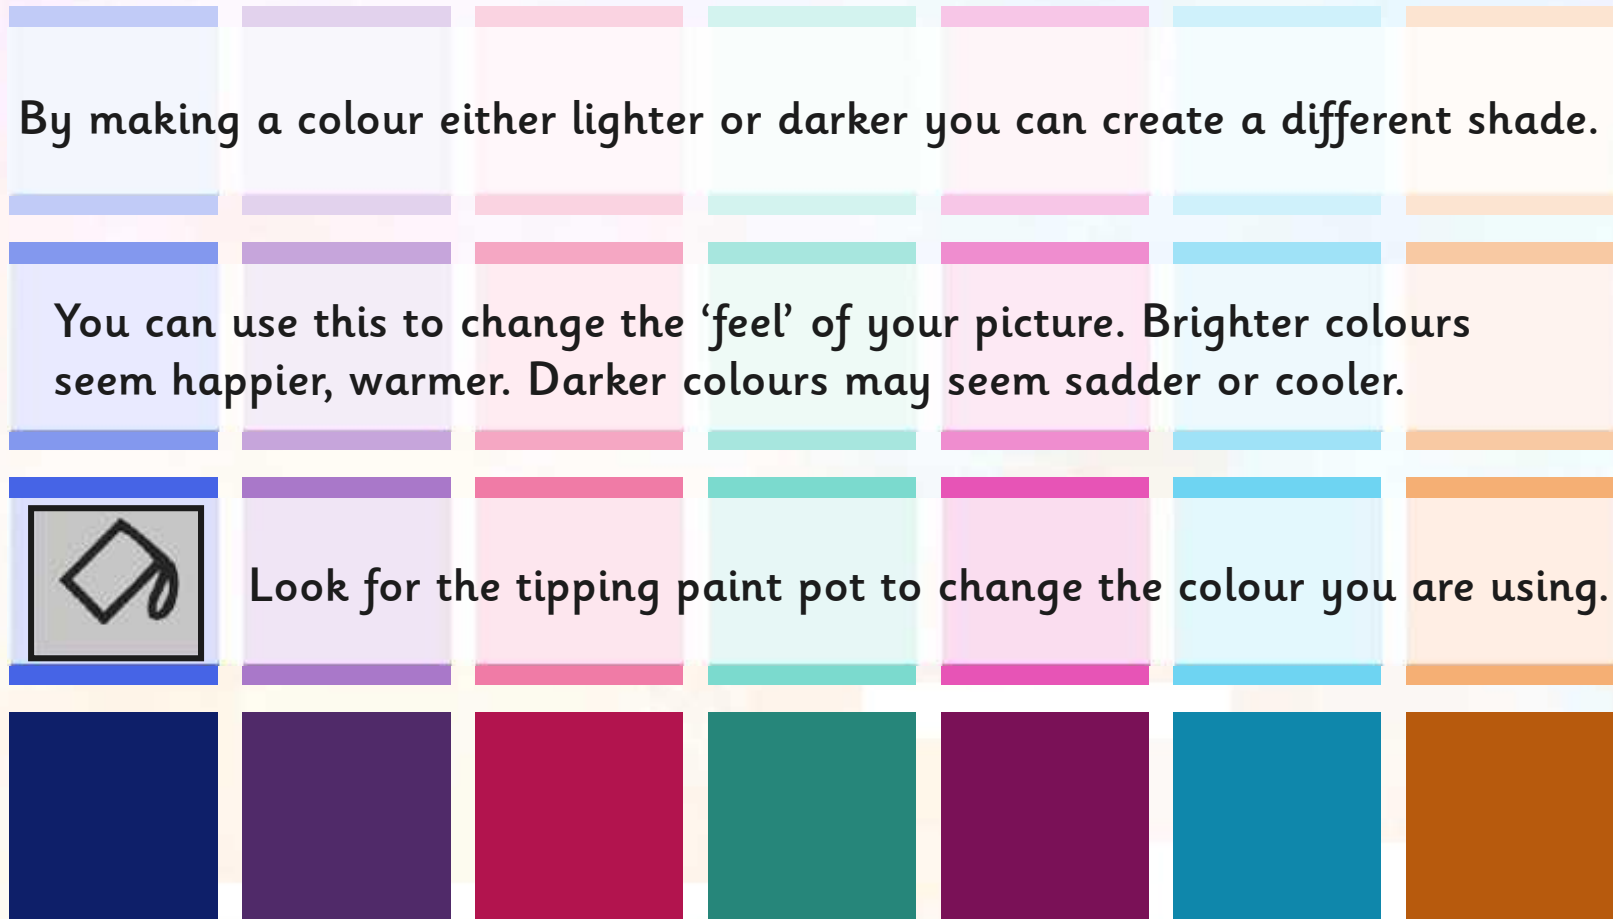 By making a colour either lighter or darker you can create a different shade.
You can use this to change the ‘feel’ of your picture. Brighter colours
seem happier, warmer. Darker colours may seem sadder or cooler.
Look for the tipping paint pot to change the colour you are using.